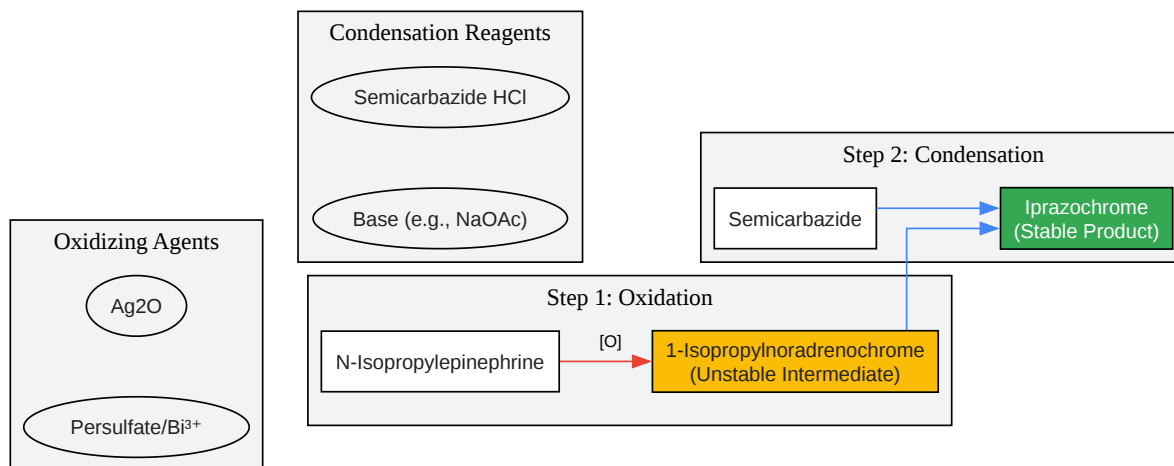 Condensation Reagents
Semicarbazide HCl
Base (e.g., NaOAc)
Step 2: Condensation
Semicarbazide
Iprazochrome
(Stable Product)
Oxidizing Agents
Ag2O
Persulfate/Bi³⁺
Step 1: Oxidation
N-Isopropylepinephrine
[O]
1-Isopropylnoradrenochrome
(Unstable Intermediate)